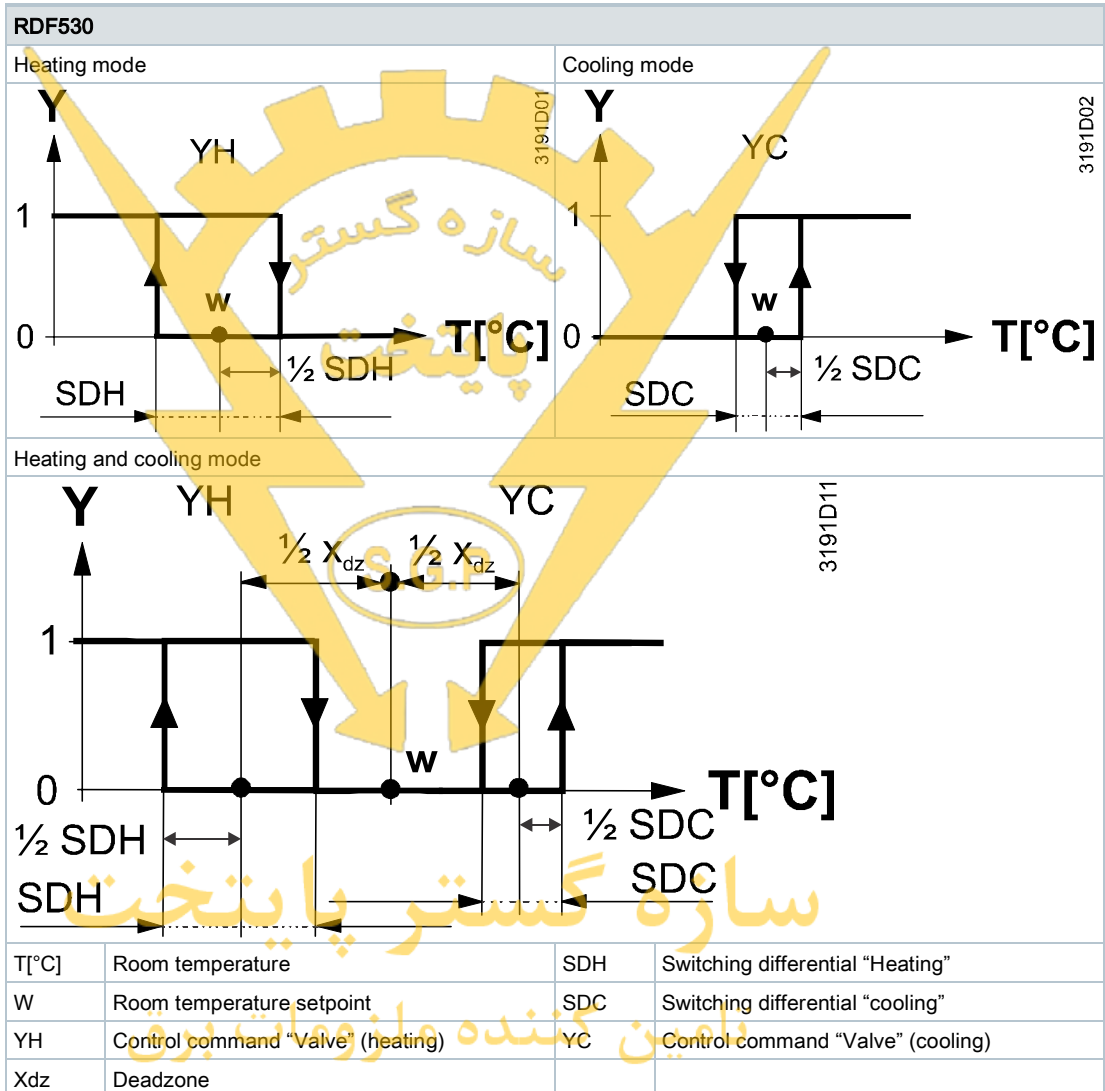 RDF530
Heating mode
Cooling mode
Y
YH
3191D01
1
w
0
T[°C]
½ SDH
SDH
Y
YC
3191D02
1
w
0
T[°C]
½ SDC
SDC
سازه گستر
پایتخت
Heating and cooling mode
Y
YH
YC
3191D11
½ Xdz
½ Xdz
S.G.P
1
w
0
T[°C]
½ SDH
½ SDC
SDH
SDC
سازه گستر پایتخت
T[°C] Room temperature SDH Switching differential “Heating”
W Room temperature setpoint SDC Switching differential “cooling”
تامین کننده ملزومات برق
YH Control command “Valve” (heating) YC Control command “Valve” (cooling)
Xdz Deadzone